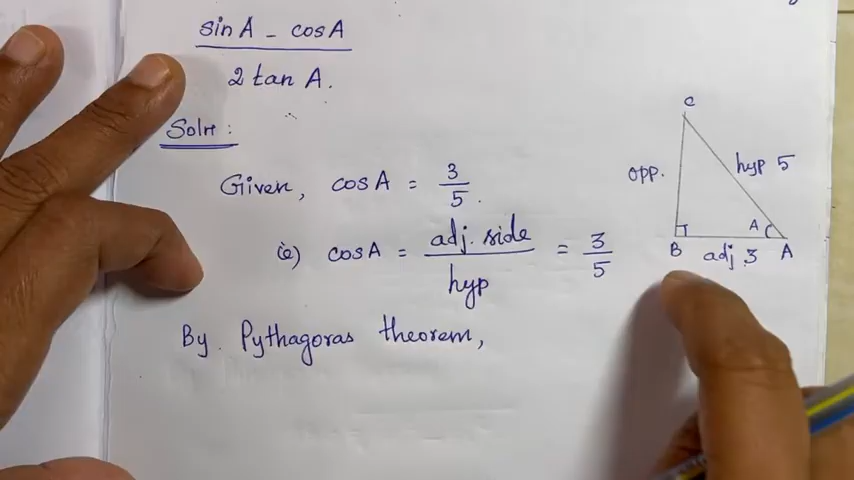 sin A - cos A
2 tan A.
Soln :
Given, cos A = 3/5.
(ie) cos A = adj. side / hyp = 3/5
By Pythagoras theorem,
C
opp.
hyp 5
A
B
adj 3
A